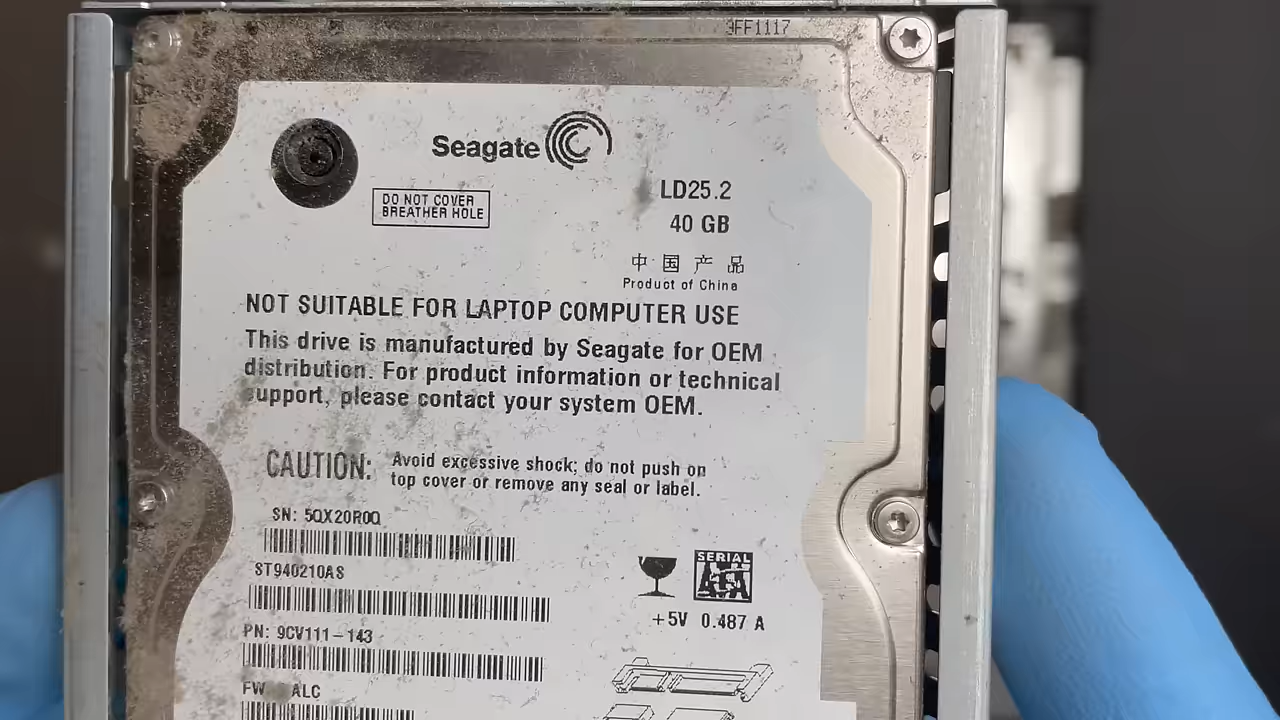 3FF1117
Seagate
DO NOT COVER
BREATHER HOLE
LD25.2
40 GB
中国产品
Product of China
NOT SUITABLE FOR LAPTOP COMPUTER USE
This drive is manufactured by Seagate for OEM
distribution. For product information or technical
support, please contact your system OEM.
CAUTION: Avoid excessive shock; do not push on
top cover or remove any seal or label.
SN: 5QX20R0Q
ST940210AS
SERIAL
ATA
+5V 0.487 A
PN: 9CV111-143
FW ALC